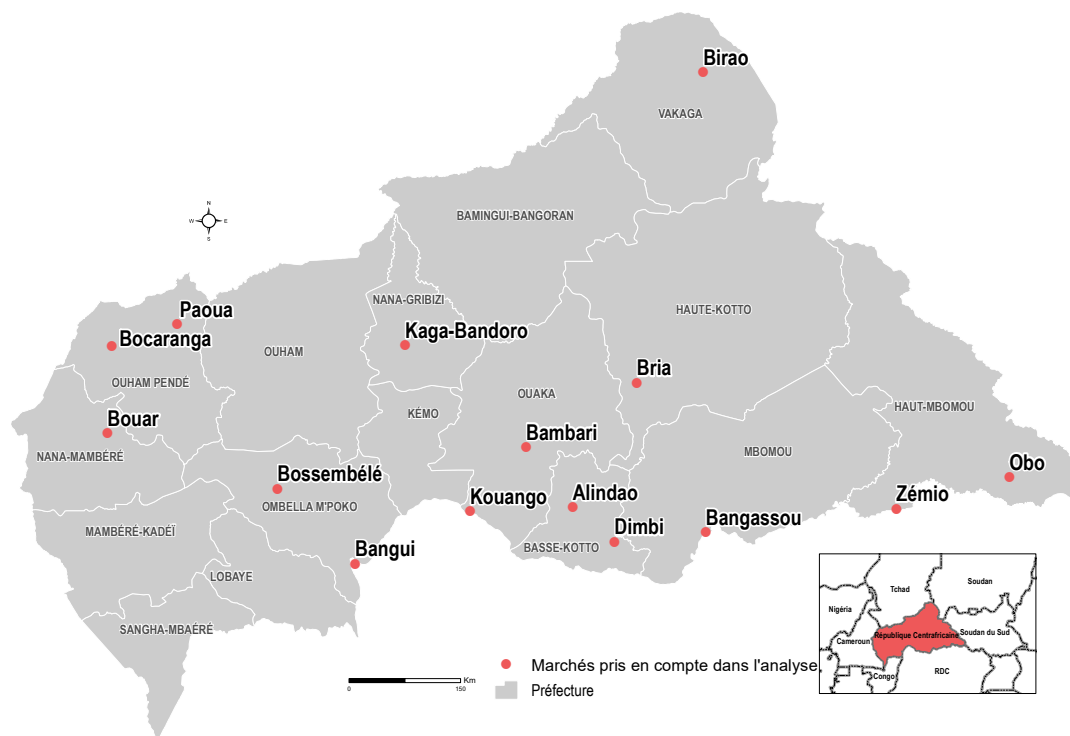 Birao
VAKAGA
BAMINGUI-BANGORAN
N
W
E
S
NANA-GRIBIZI
HAUTE-KOTTO
Paoua
Kaga-Bandoro
Bocaranga
OUHAM
Bria
OUHAM PENDÉ
OUAKA
HAUT-MBOMOU
KÉMO
Bouar
Bambari
NANA-MAMBÉRÉ
MBOMOU
Obo
Bossembélé
Kouango
Alindao
Zémio
OMBELLA M'POKO
Bangassou
MAMBÉRÉ-KADÉÏ
Dimbi
BASSE-KOTTO
Bangui
LOBAYE
SANGHA-MBAÉRÉ
Tchad
Soudan
Nigéria
Cameroun
République Centrafricaine
Soudan du Sud
Congo
RDC
Marchés pris en compte dans l'analyse
Préfecture
0
150
Km